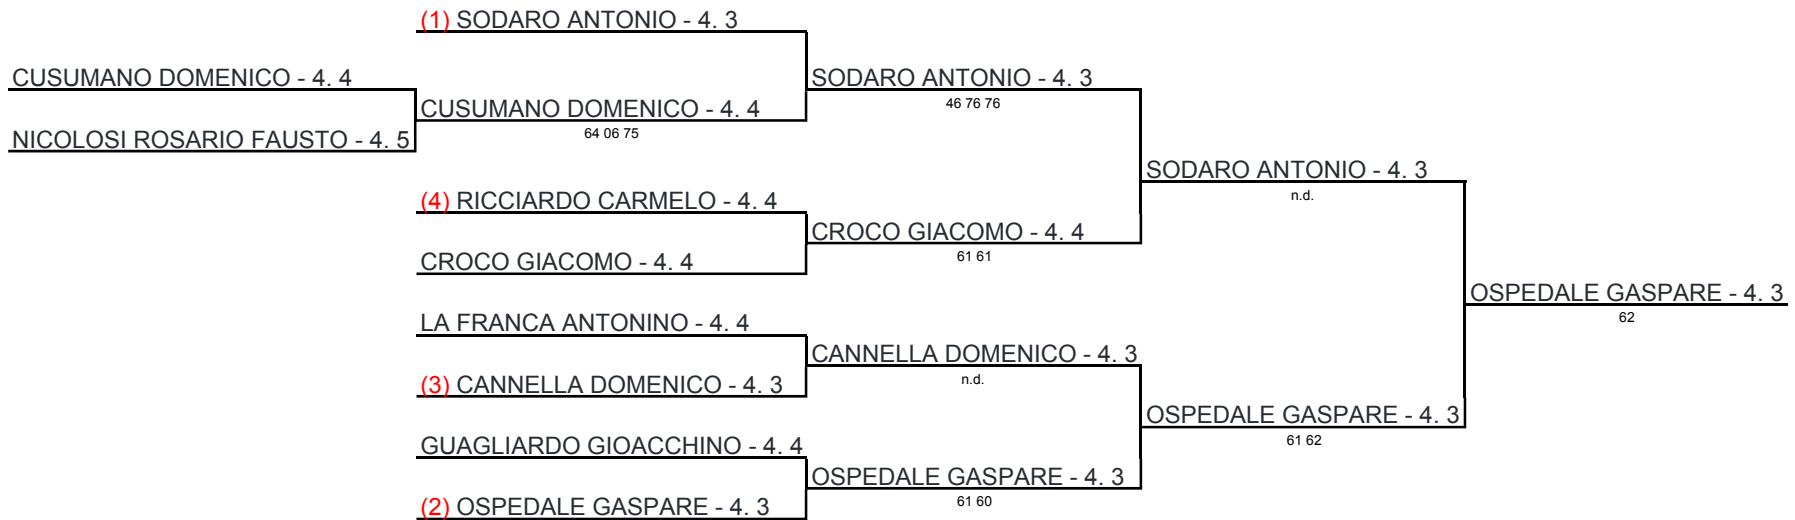 (1) SODARO ANTONIO - 4. 3
CUSUMANO DOMENICO - 4. 4
NICOLOSI ROSARIO FAUSTO - 4. 5
CUSUMANO DOMENICO - 4. 4
64 06 75
SODARO ANTONIO - 4. 3
46 76 76
(4) RICCIARDO CARMELO - 4. 4
CROCO GIACOMO - 4. 4
CROCO GIACOMO - 4. 4
61 61
SODARO ANTONIO - 4. 3
n.d.
LA FRANCA ANTONINO - 4. 4
(3) CANNELLA DOMENICO - 4. 3
CANNELLA DOMENICO - 4. 3
n.d.
GUAGLIARDO GIOACCHINO - 4. 4
(2) OSPEDALE GASPARE - 4. 3
OSPEDALE GASPARE - 4. 3
61 60
OSPEDALE GASPARE - 4. 3
61 62
OSPEDALE GASPARE - 4. 3
62